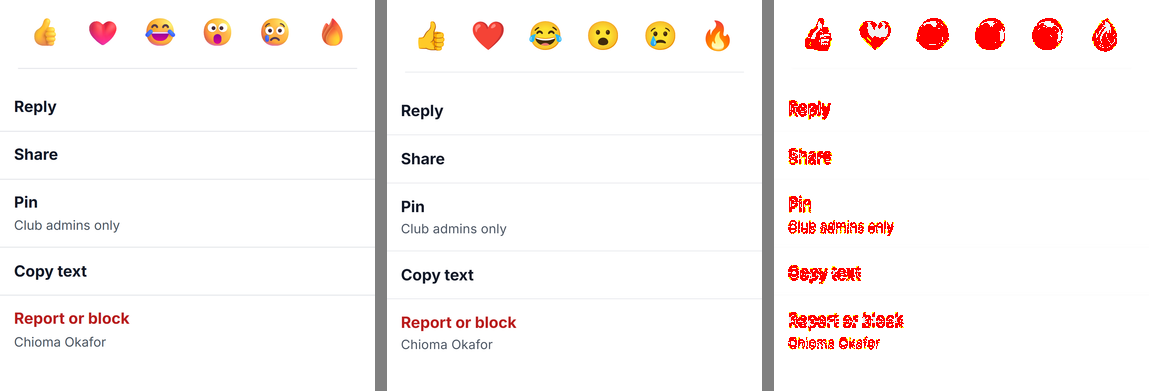 Reply
Share
Pin
Club admins only
Copy text
Report or block
Chioma Okafor
Reply
Share
Pin
Club admins only
Copy text
Report or block
Chioma Okafor
Reply
Share
Pin
Club admins only
Copy text
Report or block
Chioma Okafor